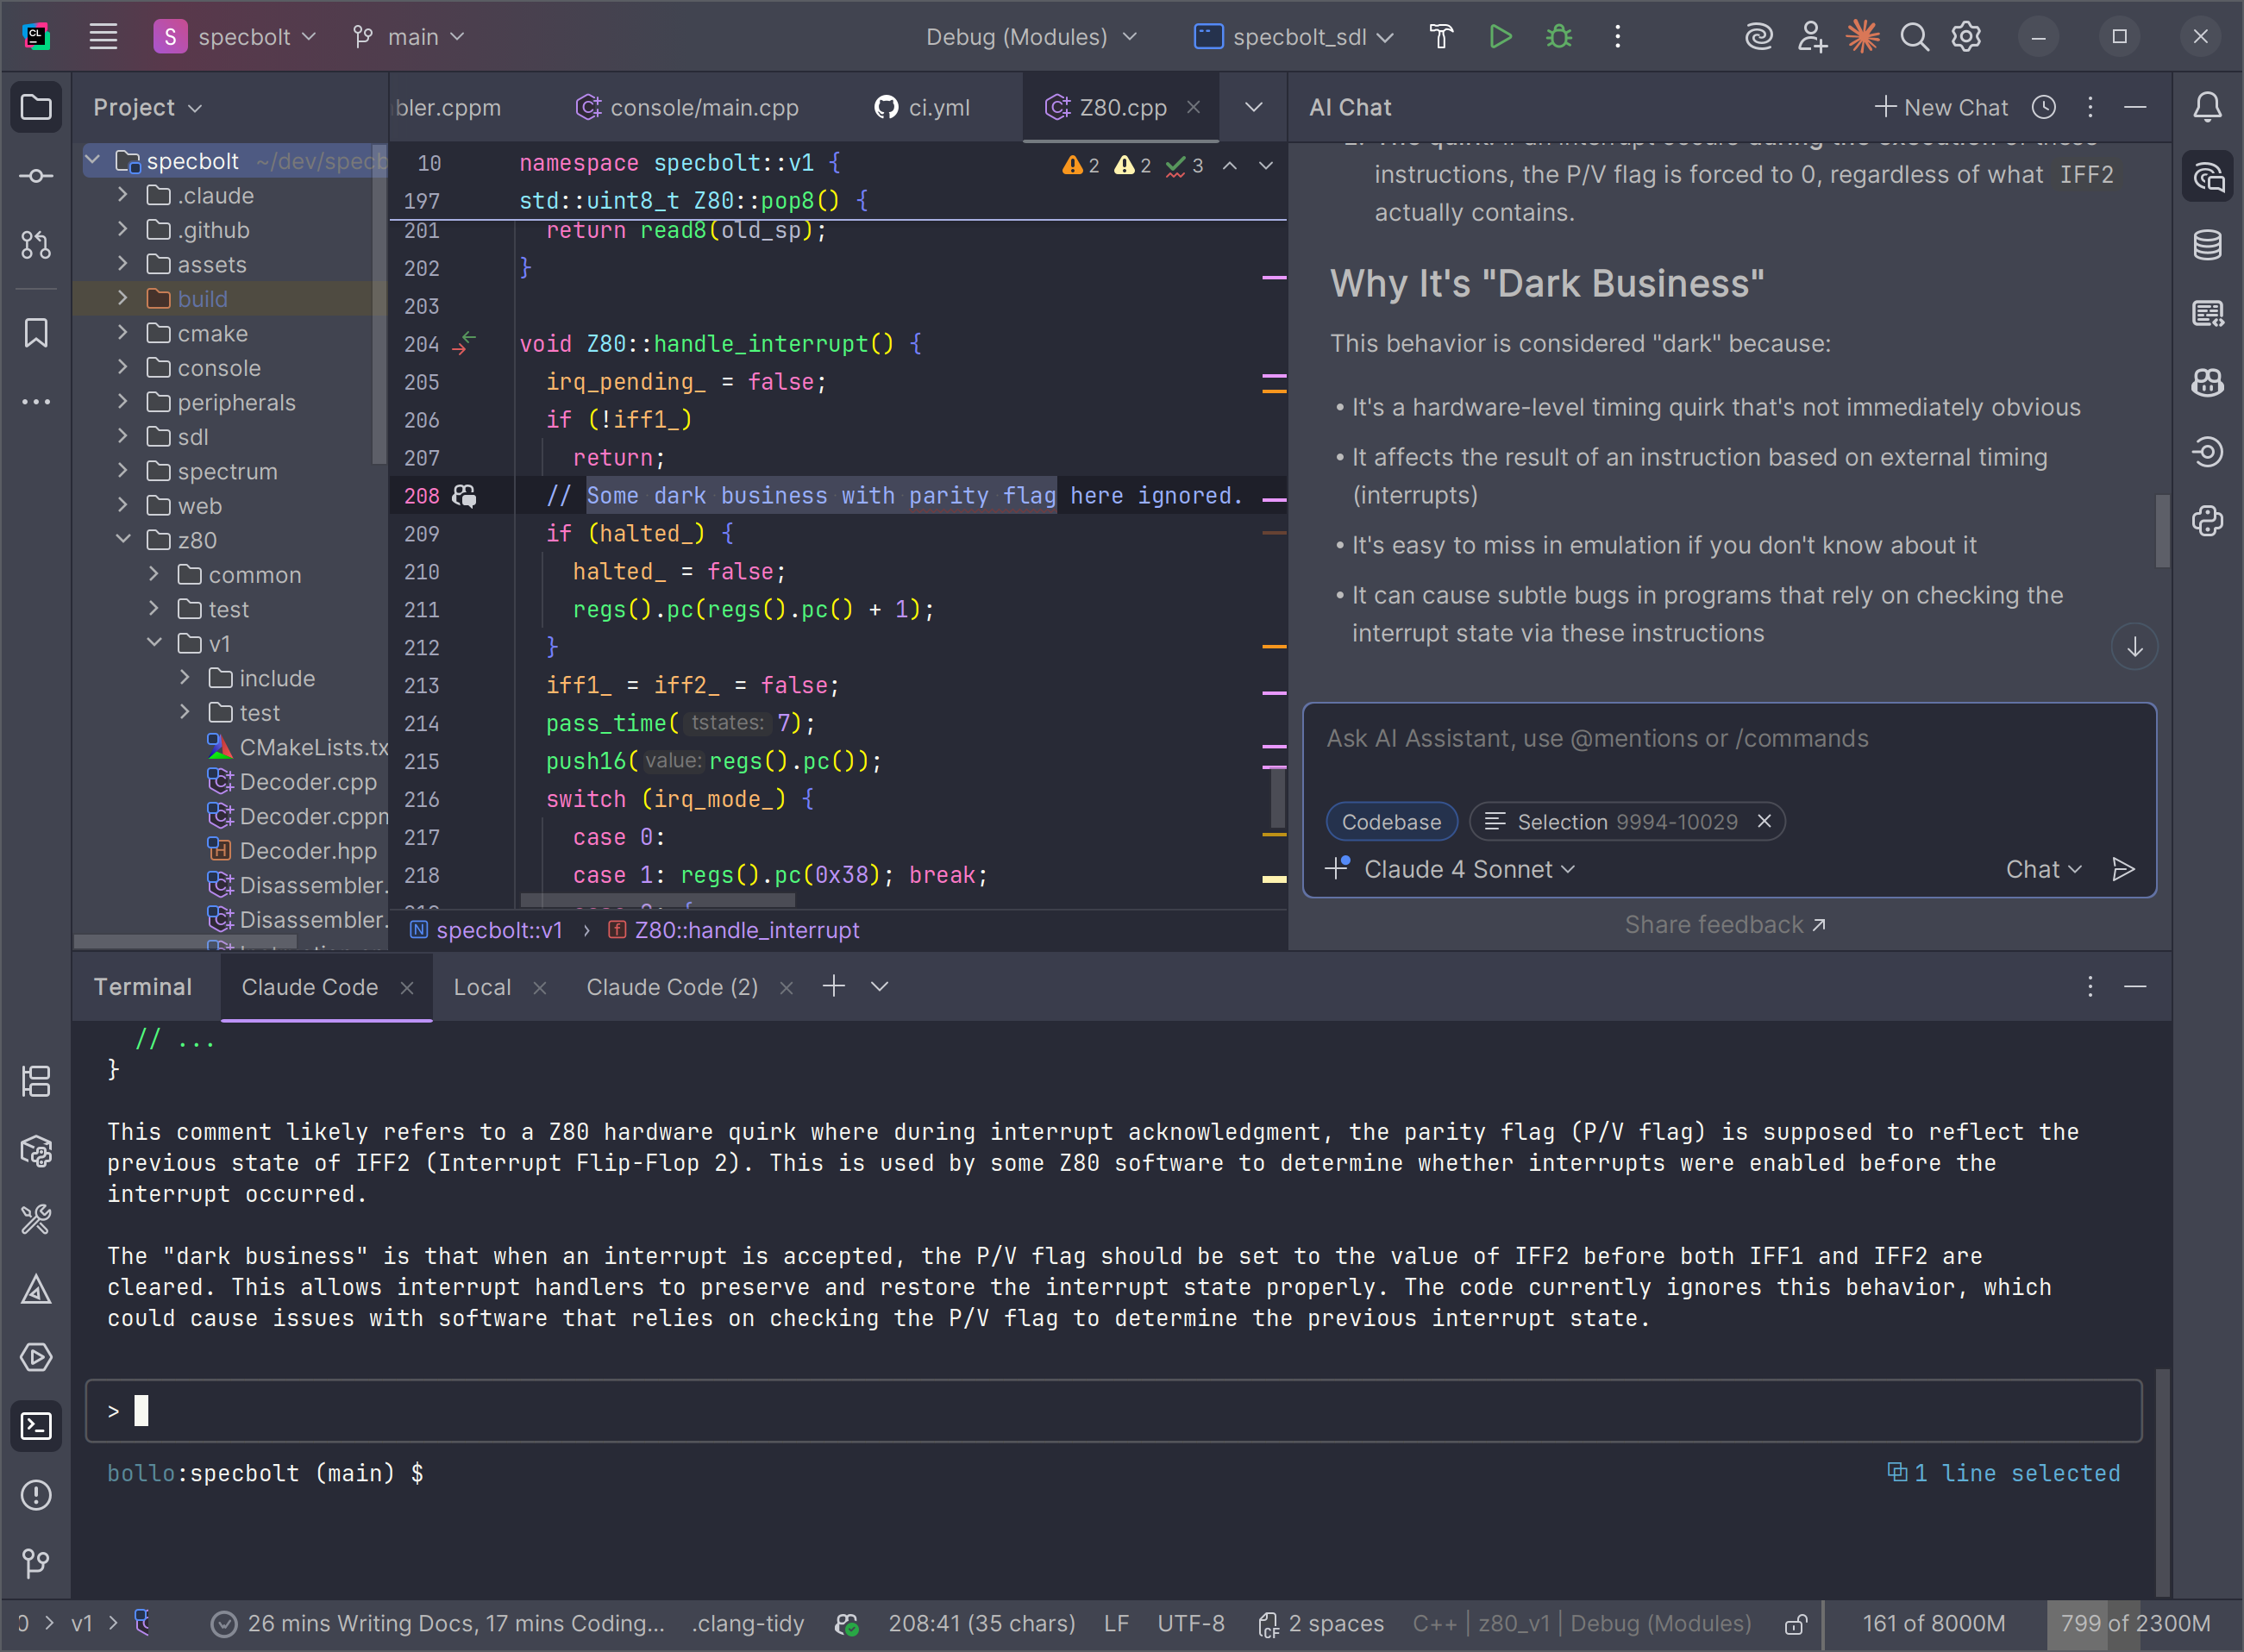 CL
S specbolt
main
Debug (Modules)
specbolt_sdl
Project
bler.cppm
console/main.cpp
ci.yml
Z80.cpp
AI Chat
New Chat
specbolt ~/dev/specb
.claude
.github
assets
build
cmake
console
peripherals
sdl
spectrum
web
z80
common
test
v1
include
test
CMakeLists.tx
Decoder.cpp
Decoder.cppm
Decoder.hpp
Disassembler.
Disassembler.
2 2 3
10 namespace specbolt::v1 {
197 std::uint8_t Z80::pop8() {
201 return read8(old_sp);
202 }
203
204 void Z80::handle_interrupt() {
205 irq_pending_ = false;
206 if (!iff1_)
207 return;
208 // Some dark business with parity flag here ignored.
209 if (halted_) {
210 halted_ = false;
211 regs().pc(regs().pc() + 1);
212 }
213 iff1_ = iff2_ = false;
214 pass_time( tstates: 7);
215 push16( value: regs().pc());
216 switch (irq_mode_) {
217 case 0:
218 case 1: regs().pc(0x38); break;
specbolt::v1 › Z80::handle_interrupt
instructions, the P/V flag is forced to 0, regardless of what IFF2
actually contains.
Why It's "Dark Business"
This behavior is considered "dark" because:
• It's a hardware-level timing quirk that's not immediately obvious
• It affects the result of an instruction based on external timing
(interrupts)
• It's easy to miss in emulation if you don't know about it
• It can cause subtle bugs in programs that rely on checking the
interrupt state via these instructions
Ask AI Assistant, use @mentions or /commands
Codebase
Selection 9994-10029
Claude 4 Sonnet
Chat
Share feedback
Terminal
Claude Code
Local
Claude Code (2)
// ...
}
This comment likely refers to a Z80 hardware quirk where during interrupt acknowledgment, the parity flag (P/V flag) is supposed to reflect the
previous state of IFF2 (Interrupt Flip-Flop 2). This is used by some Z80 software to determine whether interrupts were enabled before the
interrupt occurred.
The "dark business" is that when an interrupt is accepted, the P/V flag should be set to the value of IFF2 before both IFF1 and IFF2 are
cleared. This allows interrupt handlers to preserve and restore the interrupt state properly. The code currently ignores this behavior, which
could cause issues with software that relies on checking the P/V flag to determine the previous interrupt state.
>
bollo:specbolt (main) $
1 line selected
v1
26 mins Writing Docs, 17 mins Coding...
.clang-tidy
208:41 (35 chars)
LF
UTF-8
2 spaces
C++ | z80_v1 | Debug (Modules)
161 of 8000M
799 of 2300M